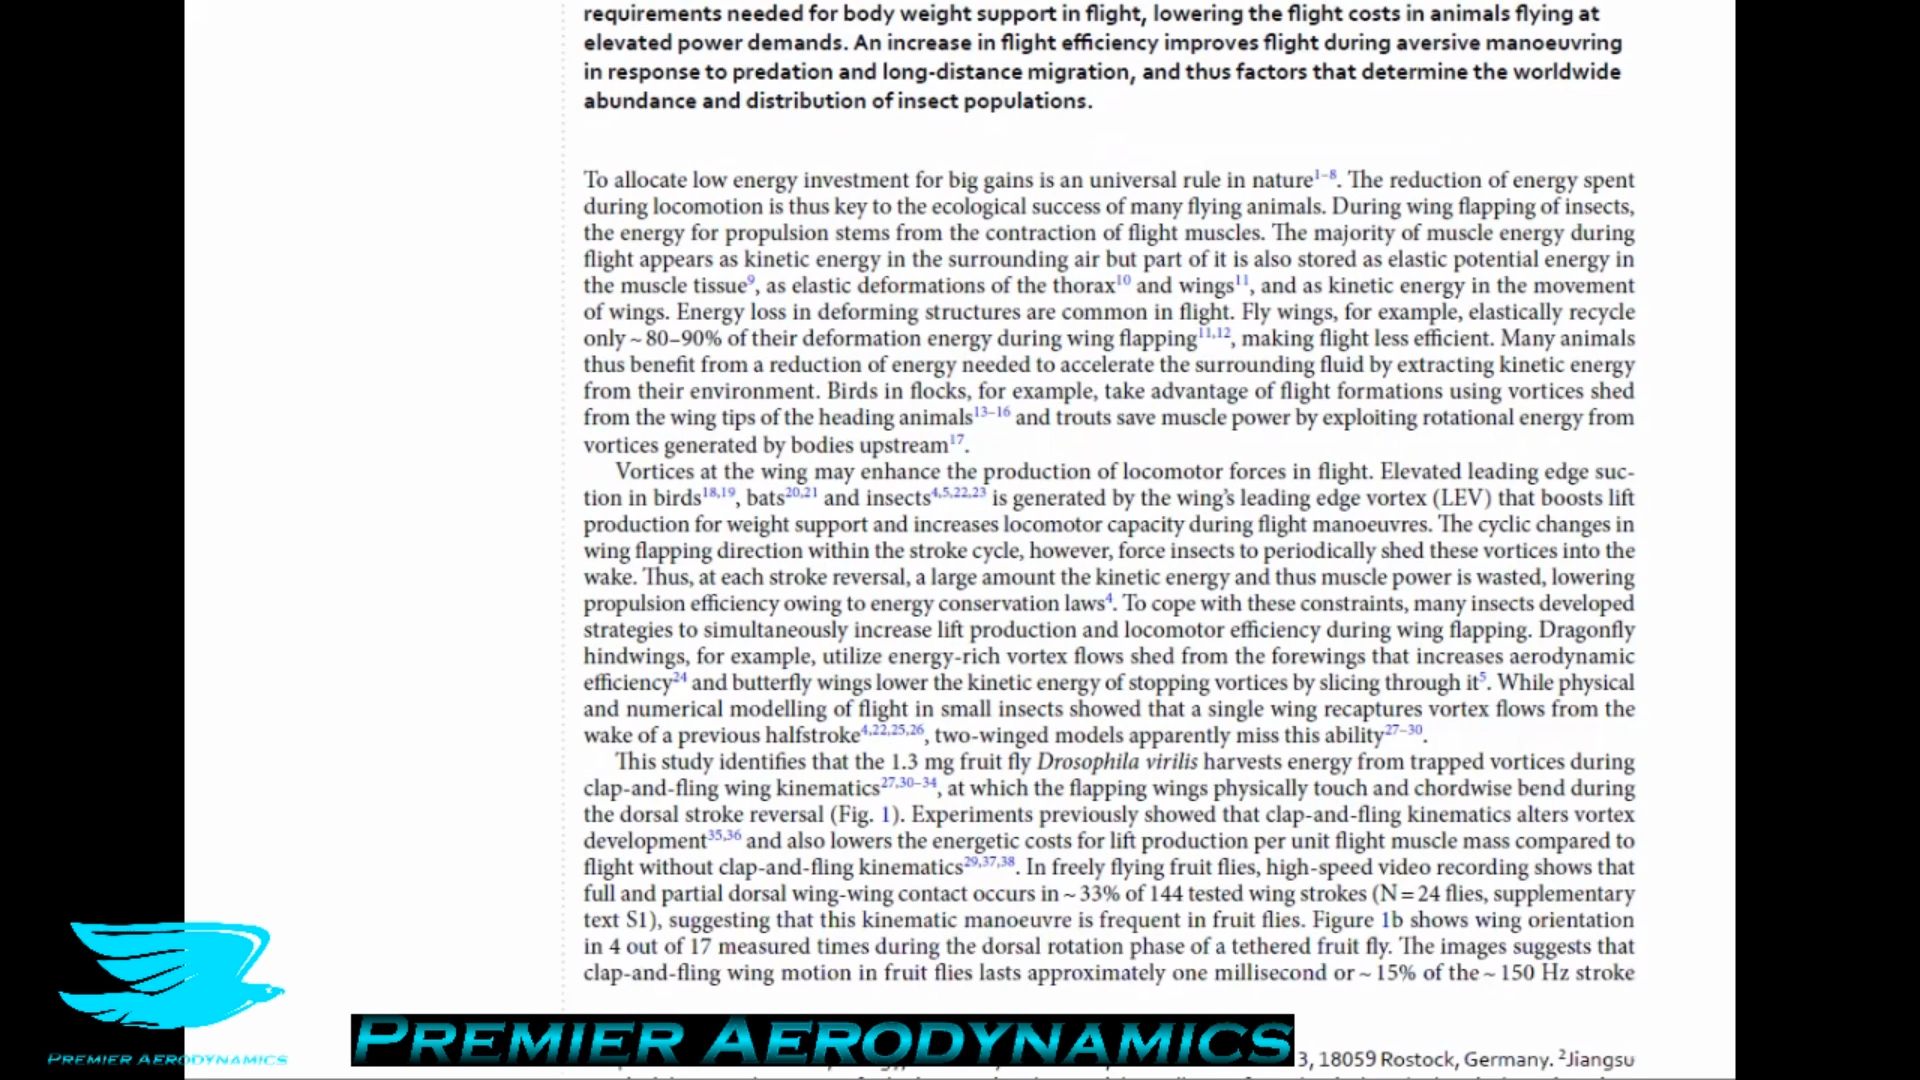 requirements needed for body weight support in flight, lowering the flight costs in animals flying at
elevated power demands. An increase in flight efficiency improves flight during aversive manoeuvring
in response to predation and long-distance migration, and thus factors that determine the worldwide
abundance and distribution of insect populations.
To allocate low energy investment for big gains is an universal rule in nature1–8. The reduction of energy spent
during locomotion is thus key to the ecological success of many flying animals. During wing flapping of insects,
the energy for propulsion stems from the contraction of flight muscles. The majority of muscle energy during
flight appears as kinetic energy in the surrounding air but part of it is also stored as elastic potential energy in
the muscle tissue9, as elastic deformations of the thorax10 and wings11, and as kinetic energy in the movement
of wings. Energy loss in deforming structures are common in flight. Fly wings, for example, elastically recycle
only ~ 80–90% of their deformation energy during wing flapping11,12, making flight less efficient. Many animals
thus benefit from a reduction of energy needed to accelerate the surrounding fluid by extracting kinetic energy
from their environment. Birds in flocks, for example, take advantage of flight formations using vortices shed
from the wing tips of the heading animals13–16 and trouts save muscle power by exploiting rotational energy from
vortices generated by bodies upstream17.
Vortices at the wing may enhance the production of locomotor forces in flight. Elevated leading edge suc-
tion in birds18,19, bats20,21 and insects4,5,22,23 is generated by the wing's leading edge vortex (LEV) that boosts lift
production for weight support and increases locomotor capacity during flight manoeuvres. The cyclic changes in
wing flapping direction within the stroke cycle, however, force insects to periodically shed these vortices into the
wake. Thus, at each stroke reversal, a large amount the kinetic energy and thus muscle power is wasted, lowering
propulsion efficiency owing to energy conservation laws4. To cope with these constraints, many insects developed
strategies to simultaneously increase lift production and locomotor efficiency during wing flapping. Dragonfly
hindwings, for example, utilize energy-rich vortex flows shed from the forewings that increases aerodynamic
efficiency24 and butterfly wings lower the kinetic energy of stopping vortices by slicing through it5. While physical
and numerical modelling of flight in small insects showed that a single wing recaptures vortex flows from the
wake of a previous halfstroke4,22,25,26, two-winged models apparently miss this ability27–30.
This study identifies that the 1.3 mg fruit fly Drosophila virilis harvests energy from trapped vortices during
clap-and-fling wing kinematics27,30–34, at which the flapping wings physically touch and chordwise bend during
the dorsal stroke reversal (Fig. 1). Experiments previously showed that clap-and-fling kinematics alters vortex
development35,36 and also lowers the energetic costs for lift production per unit flight muscle mass compared to
flight without clap-and-fling kinematics29,37,38. In freely flying fruit flies, high-speed video recording shows that
full and partial dorsal wing-wing contact occurs in ~ 33% of 144 tested wing strokes (N = 24 flies, supplementary
text S1), suggesting that this kinematic manoeuvre is frequent in fruit flies. Figure 1b shows wing orientation
in 4 out of 17 measured times during the dorsal rotation phase of a tethered fruit fly. The images suggests that
clap-and-fling wing motion in fruit flies lasts approximately one millisecond or ~ 15% of the ~ 150 Hz stroke
PREMIER AERODYNAMICS
PREMIER AERODYNAMICS
3, 18059 Rostock, Germany. 2Jiangsu